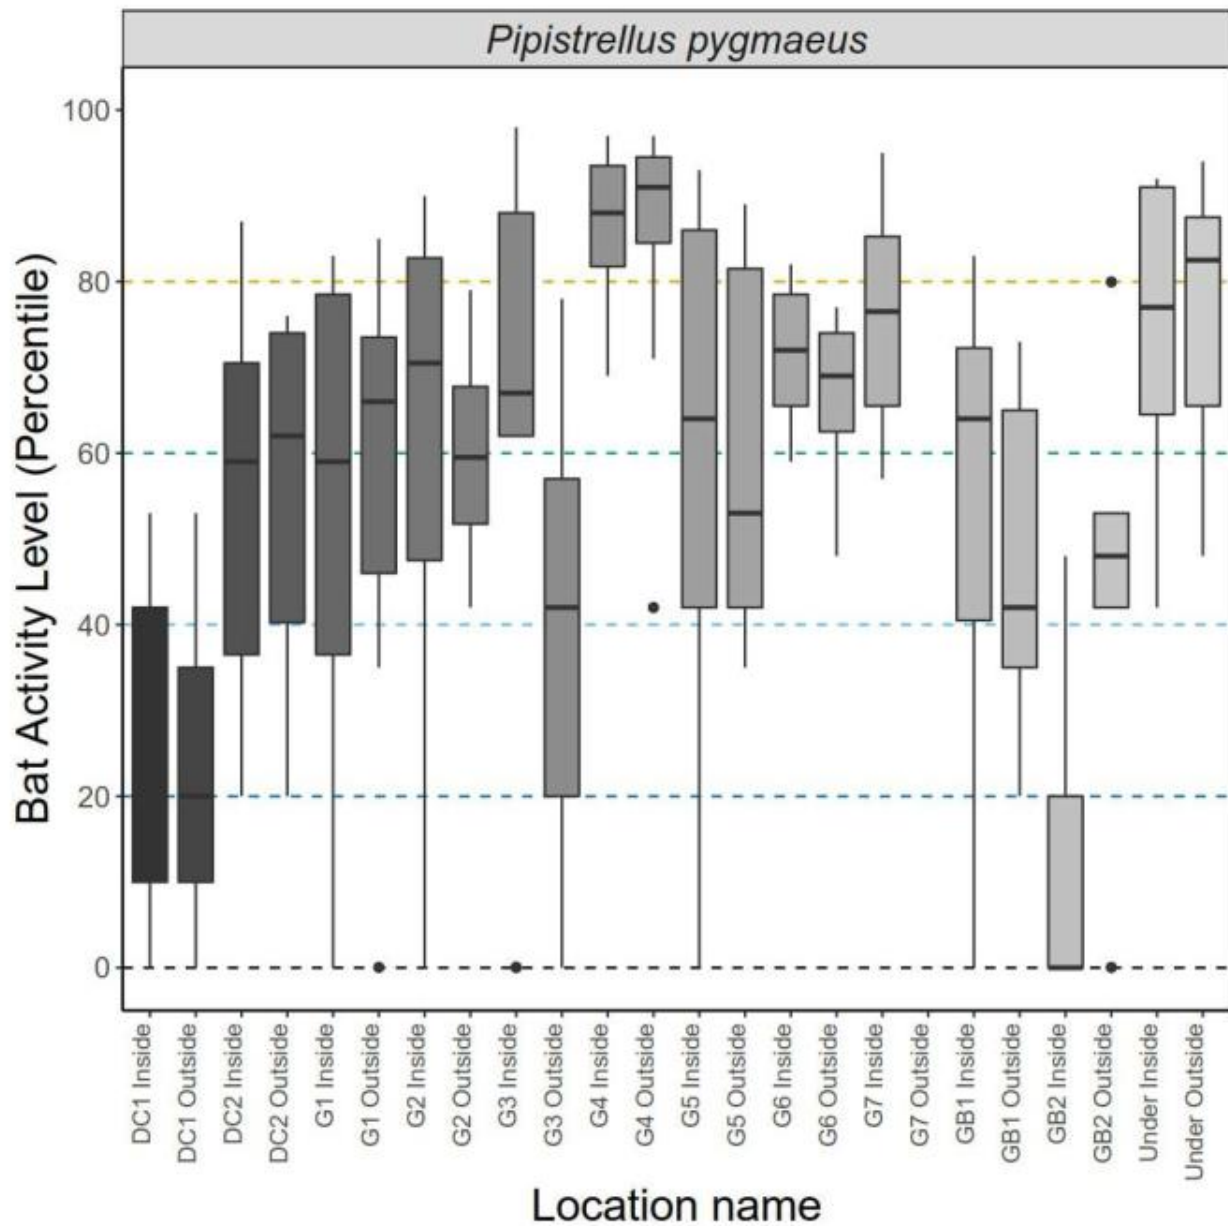 Pipistrellus pygmaeus
Bat Activity Level (Percentile)
100
80
60
40
20
0
DC1 Inside
DC1 Outside
DC2 Inside
DC2 Outside
G1 Inside
G1 Outside
G2 Inside
G2 Outside
G3 Inside
G3 Outside
G4 Inside
G4 Outside
G5 Inside
G5 Outside
G6 Inside
G6 Outside
G7 Inside
G7 Outside
GB1 Inside
GB1 Outside
GB2 Inside
GB2 Outside
Under Inside
Under Outside
Location name